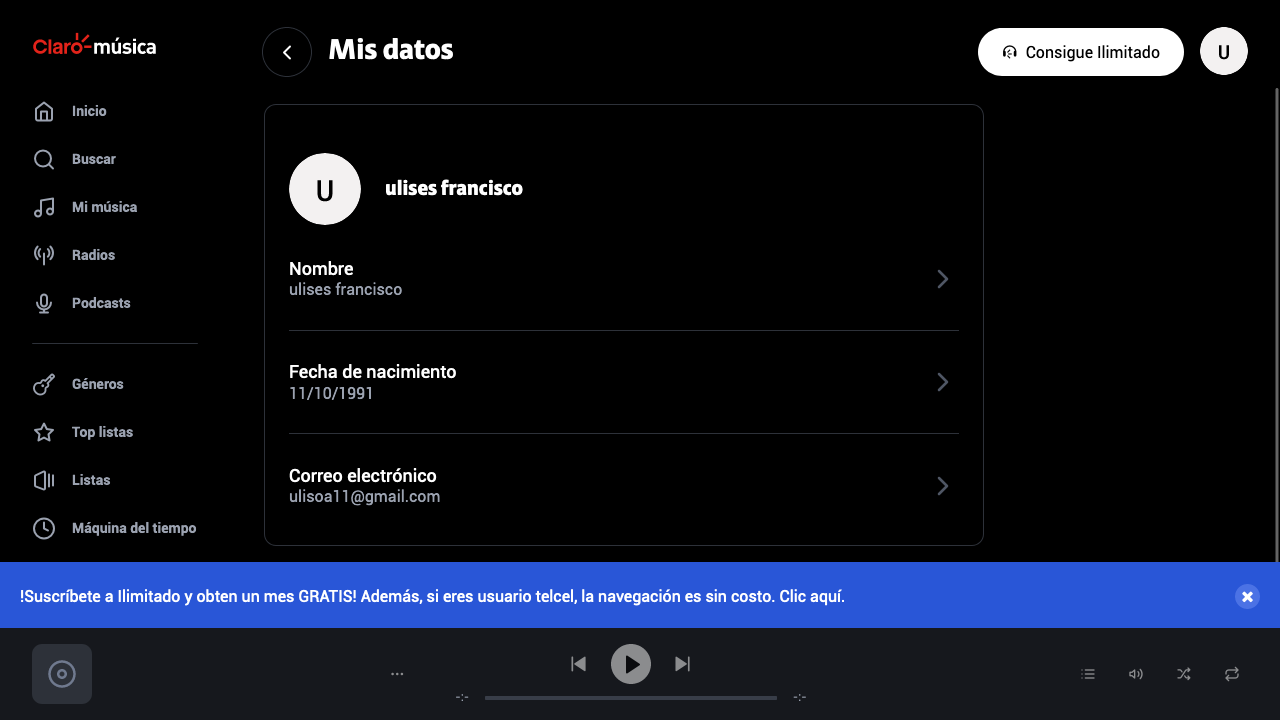 Claro música
Inicio
Buscar
Mi música
Radios
Podcasts
Géneros
Top listas
Listas
Máquina del tiempo
Mis datos
Consigue Ilimitado
U
U
ulises francisco
Nombre
ulises francisco
Fecha de nacimiento
11/10/1991
Correo electrónico
ulisoa11@gmail.com
!Suscríbete a Ilimitado y obten un mes GRATIS! Además, si eres usuario telcel, la navegación es sin costo. Clic aquí.
-:-
-:-